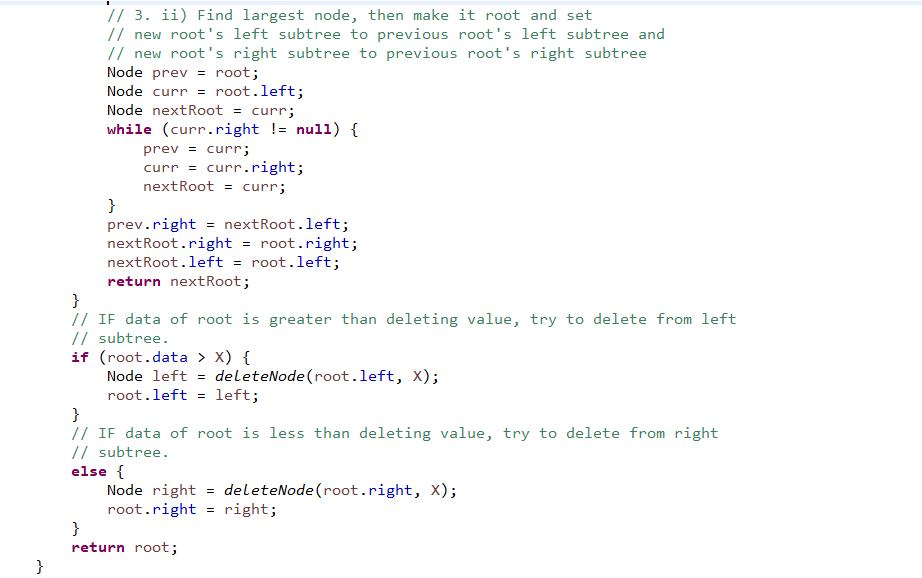 // 3. ii) Find largest node, then make it root and set
// new root's left subtree to previous root's left subtree and
// new root's right subtree to previous root's right subtree
Node prev = root;
Node curr = root.left;
Node nextRoot = curr;
while (curr.right != null) {
prev = curr;
curr = curr.right;
nextRoot = curr;
}
prev.right = nextRoot.left;
nextRoot.right = root.right;
nextRoot.left = root.left;
return nextRoot;
}
// IF data of root is greater than deleting value, try to delete from left
// subtree.
if (root.data > X) {
Node left = deleteNode(root.left, X);
root.left = left;
}
// IF data of root is less than deleting value, try to delete from right
// subtree.
else {
Node right = deleteNode(root.right, X);
root.right = right;
}
return root;
}